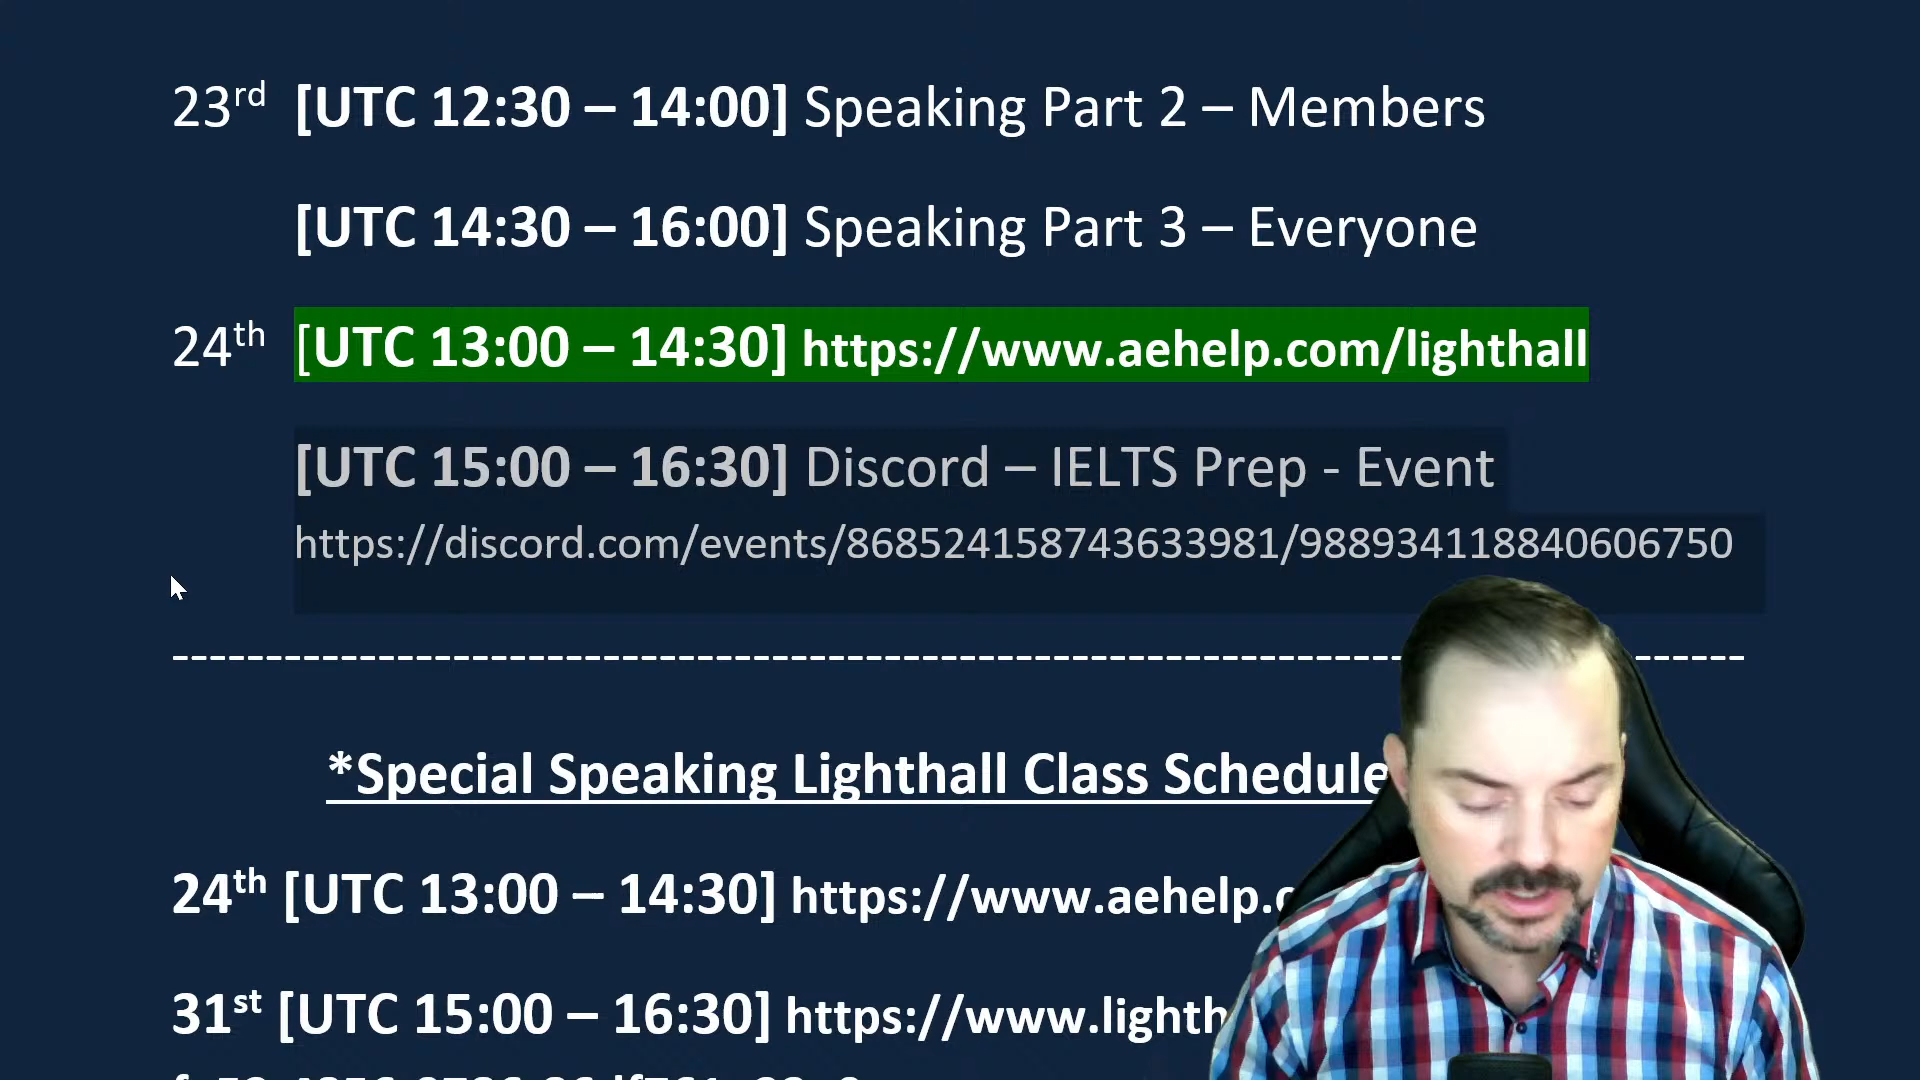 23rd [UTC 12:30 – 14:00] Speaking Part 2 – Members
[UTC 14:30 – 16:00] Speaking Part 3 – Everyone
24th [UTC 13:00 – 14:30] https://www.aehelp.com/lighthall
[UTC 15:00 – 16:30] Discord – IELTS Prep - Event
https://discord.com/events/868524158743633981/988934118840606750
--------------------------------------------------------------------------------
*Special Speaking Lighthall Class Schedule
24th [UTC 13:00 – 14:30] https://www.aehelp.
31st [UTC 15:00 – 16:30] https://www.lighth